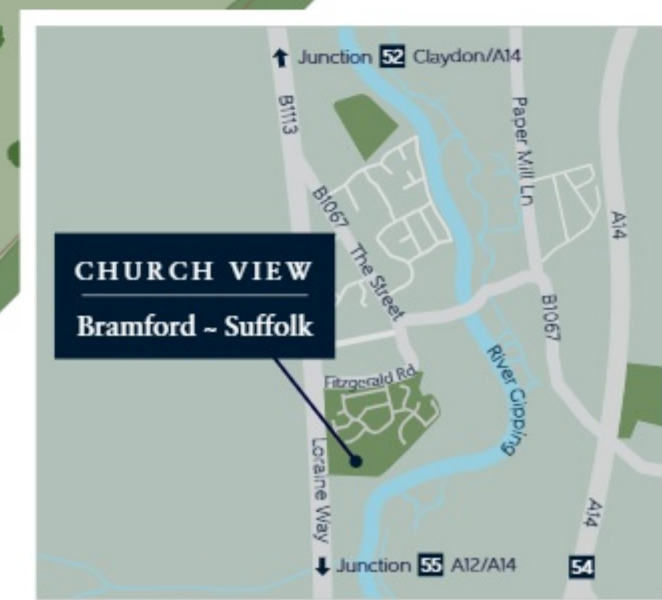 Junction 52 Claydon/A14
B1113
Paper Mill Ln
B1067
A14
CHURCH VIEW
Bramford ~ Suffolk
The Street
B1067
River Gipping
Fitzgerald Rd
Loraine Way
A14
Junction 55 A12/A14
54